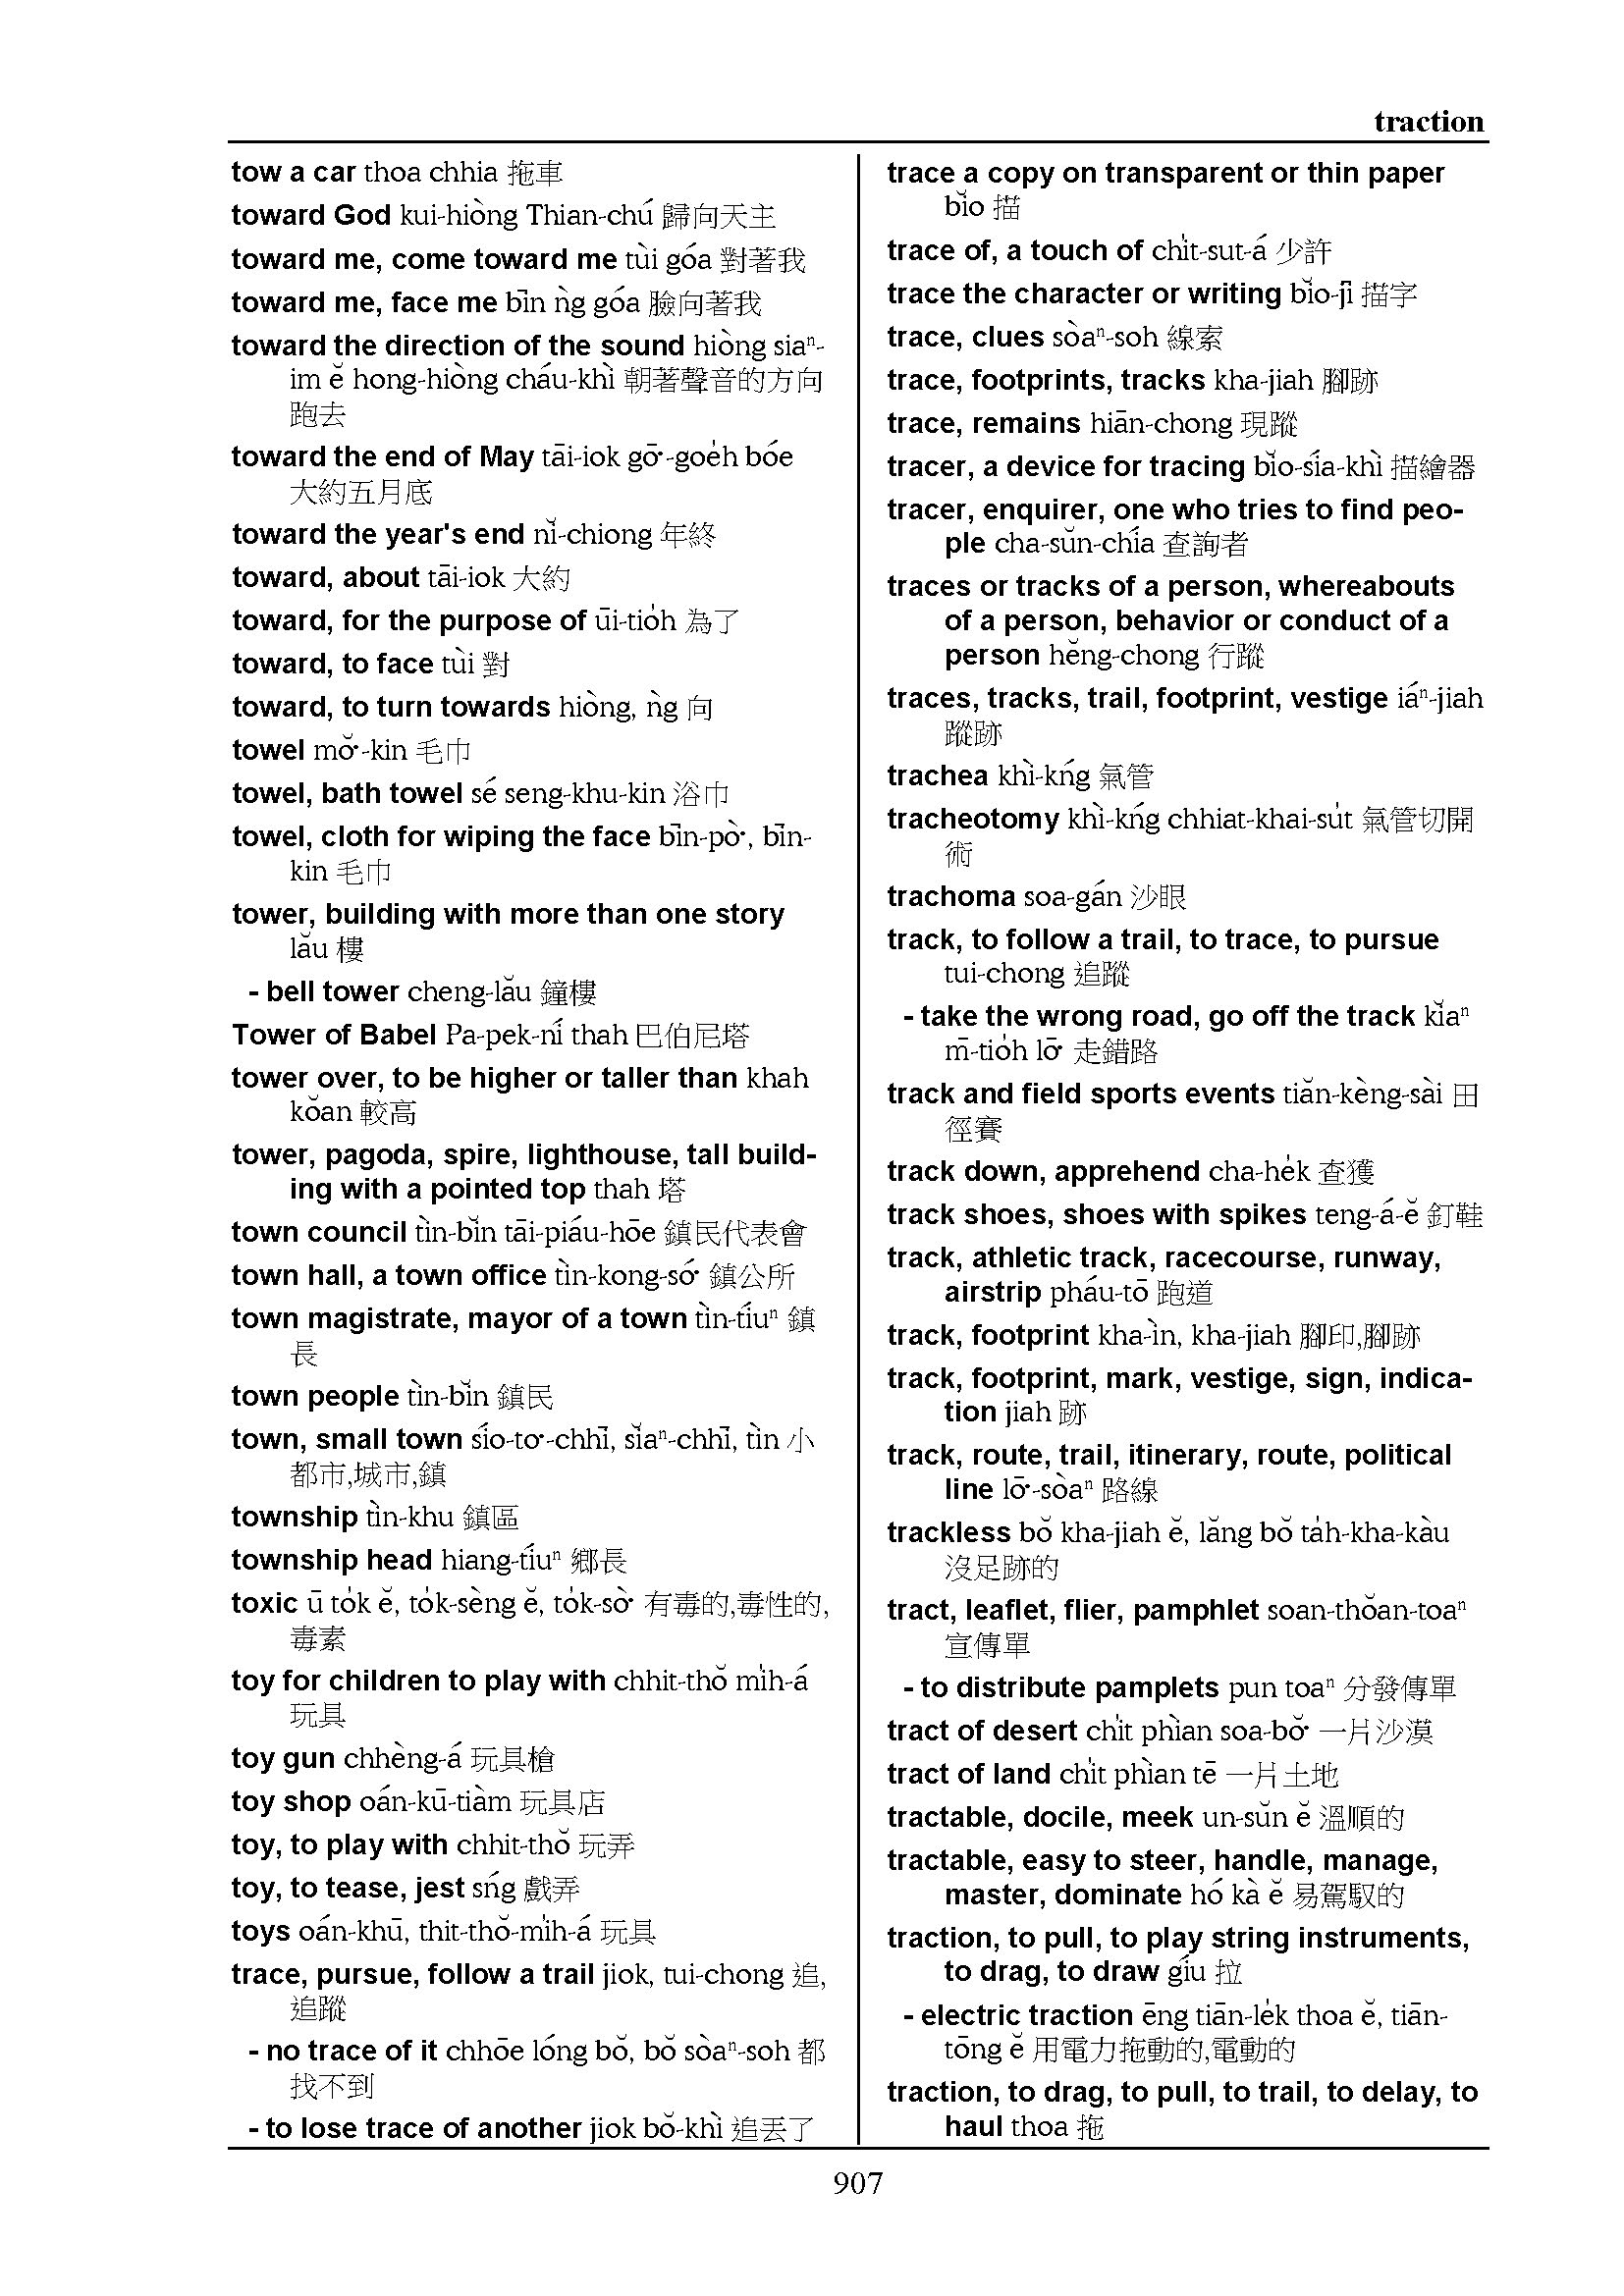 traction
tow a car thoa chhia 拖車
toward God kui-hiòng Thian-chú 歸向天主
toward me, come toward me tùi góa 對著我
toward me, face me bīn ǹg góa 臉向著我
toward the direction of the sound hiòng siaⁿ-
im ĕ hong-hiòng cháu-khì 朝著聲音的方向
跑去
toward the end of May tāi-iok gō͘-goe̍h bóe
大約五月底
toward the year's end nĭ-chiong 年終
toward, about tāi-iok 大約
toward, for the purpose of ūi-tio̍h 為了
toward, to face tùi 對
toward, to turn towards hiòng, ǹg 向
towel mŏ͘-kin 毛巾
towel, bath towel sé seng-khu-kin 浴巾
towel, cloth for wiping the face bīn-pò͘, bīn-
kin 毛巾
tower, building with more than one story
lău 樓
- bell tower cheng-lău 鐘樓
Tower of Babel Pa-pek-ní thah 巴伯尼塔
tower over, to be higher or taller than khah
kŏan 較高
tower, pagoda, spire, lighthouse, tall build-
ing with a pointed top thah 塔
town council tìn-bĭn tāi-piáu-hōe 鎮民代表會
town hall, a town office tìn-kong-só͘ 鎮公所
town magistrate, mayor of a town tìn-tíuⁿ 鎮
長
town people tìn-bĭn 鎮民
town, small town sío-to͘-chhī, sĭaⁿ-chhī, tìn 小
都市,城市,鎮
township tìn-khu 鎮區
township head hiang-tíuⁿ 鄉長
toxic ū to̍k ĕ, to̍k-sèng ĕ, to̍k-sò͘ 有毒的,毒性的,
毒素
toy for children to play with chhit-thŏ mi̍h-á
玩具
toy gun chhèng-á 玩具槍
toy shop oán-kū-tiàm 玩具店
toy, to play with chhit-thŏ 玩弄
toy, to tease, jest sńg 戲弄
toys oán-khū, thit-thŏ-mi̍h-á 玩具
trace, pursue, follow a trail jiok, tui-chong 追,
追蹤
- no trace of it chhōe lóng bŏ, bŏ sòaⁿ-soh 都
找不到
- to lose trace of another jiok bŏ-khì 追丟了
trace a copy on transparent or thin paper
bĭo 描
trace of, a touch of chi̍t-sut-á 少許
trace the character or writing bĭo-jī 描字
trace, clues sòaⁿ-soh 線索
trace, footprints, tracks kha-jiah 腳跡
trace, remains hiān-chong 現蹤
tracer, a device for tracing bĭo-sía-khì 描繪器
tracer, enquirer, one who tries to find peo-
ple cha-sŭn-chía 查詢者
traces or tracks of a person, whereabouts
of a person, behavior or conduct of a
person hĕng-chong 行蹤
traces, tracks, trail, footprint, vestige iáⁿ-jiah
蹤跡
trachea khì-kńg 氣管
tracheotomy khì-kńg chhiat-khai-su̍t 氣管切開
術
trachoma soa-gán 沙眼
track, to follow a trail, to trace, to pursue
tui-chong 追蹤
- take the wrong road, go off the track kĭaⁿ
m̄-tio̍h lō͘ 走錯路
track and field sports events tiăn-kèng-sài 田
徑賽
track down, apprehend cha-he̍k 查獲
track shoes, shoes with spikes teng-á-ĕ 釘鞋
track, athletic track, racecourse, runway,
airstrip pháu-tō 跑道
track, footprint kha-ìn, kha-jiah 腳印,腳跡
track, footprint, mark, vestige, sign, indica-
tion jiah 跡
track, route, trail, itinerary, route, political
line lō͘-sòaⁿ 路線
trackless bŏ kha-jiah ĕ, lăng bŏ ta̍h-kha-kàu
沒足跡的
tract, leaflet, flier, pamphlet soan-thŏan-toaⁿ
宣傳單
- to distribute pamplets pun toaⁿ 分發傳單
tract of desert chi̍t phìan soa-bŏ͘ 一片沙漠
tract of land chi̍t phìan tē 一片土地
tractable, docile, meek un-sŭn ĕ 溫順的
tractable, easy to steer, handle, manage,
master, dominate hó kà ĕ 易駕馭的
traction, to pull, to play string instruments,
to drag, to draw gíu 拉
- electric traction ēng tiān-le̍k thoa ĕ, tiān-
tōng ĕ 用電力拖動的,電動的
traction, to drag, to pull, to trail, to delay, to
haul thoa 拖
907